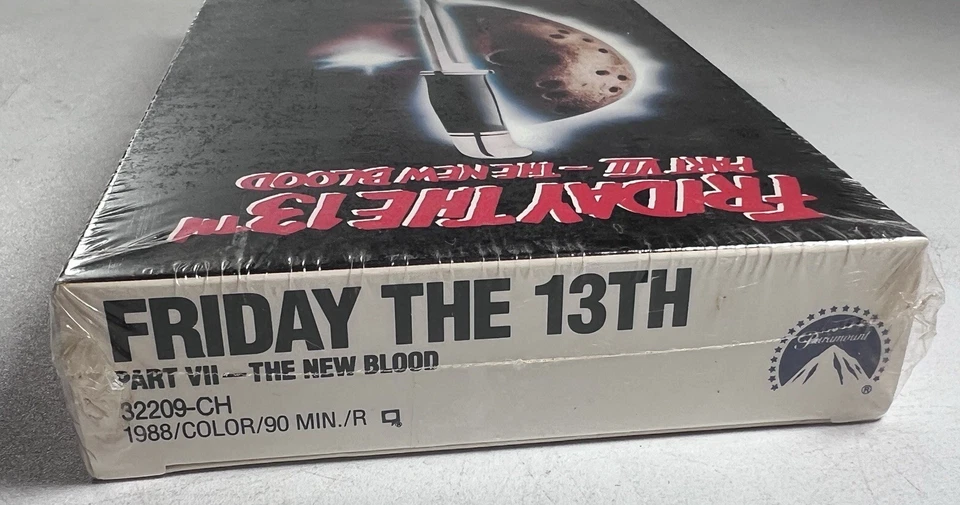 FRIDAY THE 13TH
PART VII — THE NEW BLOOD
FRIDAY THE 13TH
PART VII — THE NEW BLOOD
32209-CH
1988/COLOR/90 MIN./R
Paramount
®